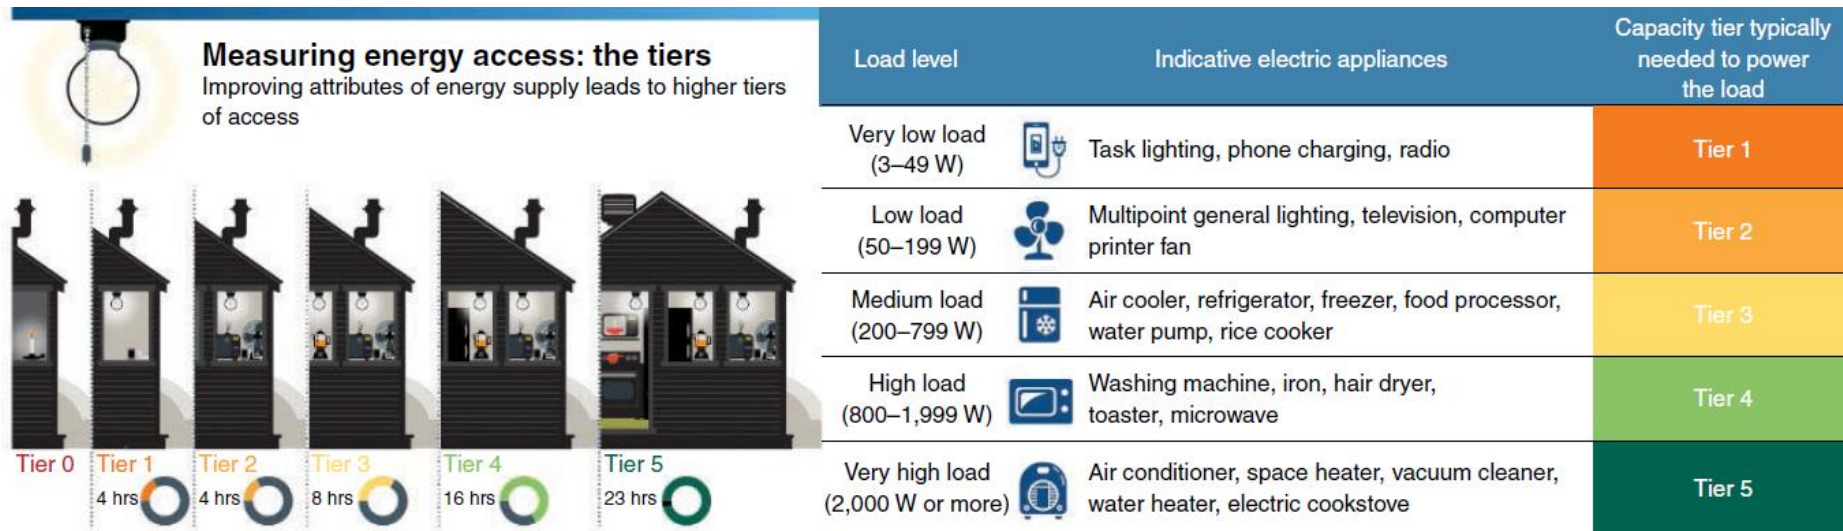 Measuring energy access: the tiers
Improving attributes of energy supply leads to higher tiers
of access
Tier 0
Tier 1
4 hrs
Tier 2
4 hrs
Tier 3
8 hrs
Tier 4
16 hrs
Tier 5
23 hrs
Load level
Indicative electric appliances
Capacity tier typically
needed to power
the load
Very low load
(3–49 W)
Task lighting, phone charging, radio
Tier 1
Low load
(50–199 W)
Multipoint general lighting, television, computer
printer fan
Tier 2
Medium load
(200–799 W)
Air cooler, refrigerator, freezer, food processor,
water pump, rice cooker
Tier 3
High load
(800–1,999 W)
Washing machine, iron, hair dryer,
toaster, microwave
Tier 4
Very high load
(2,000 W or more)
Air conditioner, space heater, vacuum cleaner,
water heater, electric cookstove
Tier 5